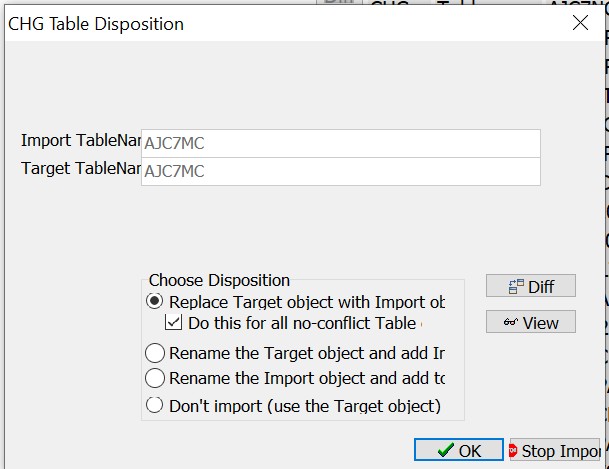 CHG Table Disposition
Import TableNar
AJC7MC
Target TableNar
AJC7MC
Choose Disposition
Replace Target object with Import ob
Do this for all no-conflict Table
Rename the Target object and add Ir
Rename the Import object and add to
Don't import (use the Target object)
Diff
View
OK
Stop Impor